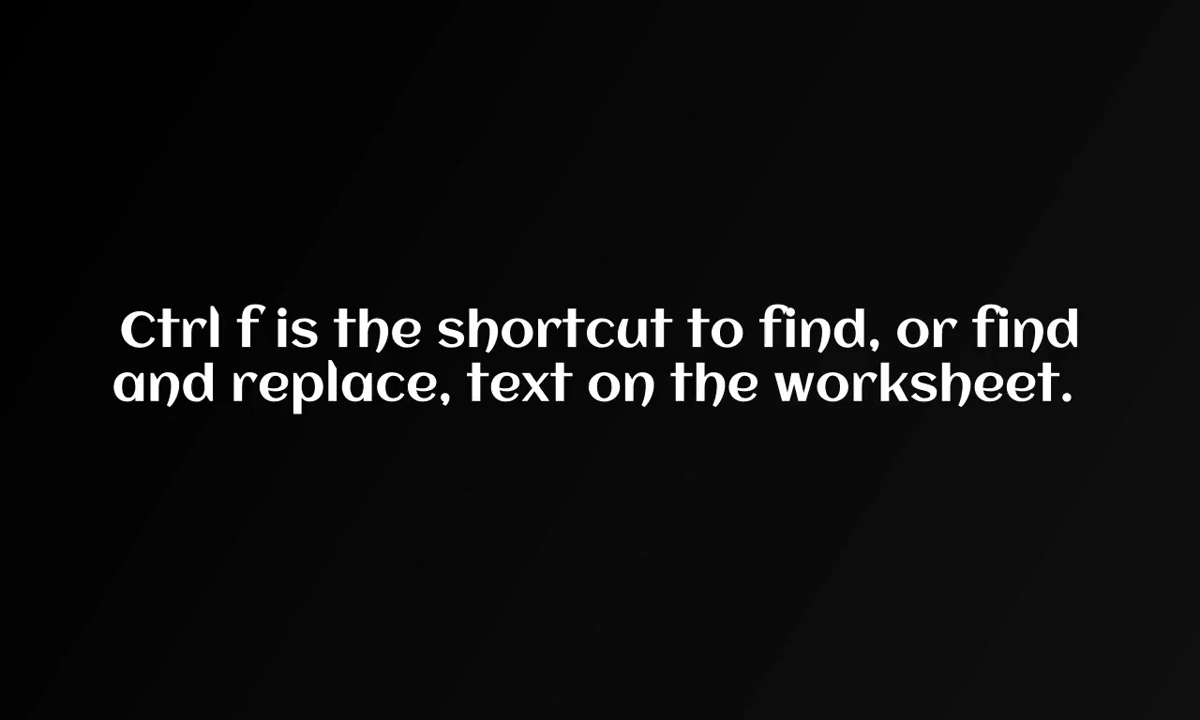 Ctrl f is the shortcut to find, or find
and replace, text on the worksheet.